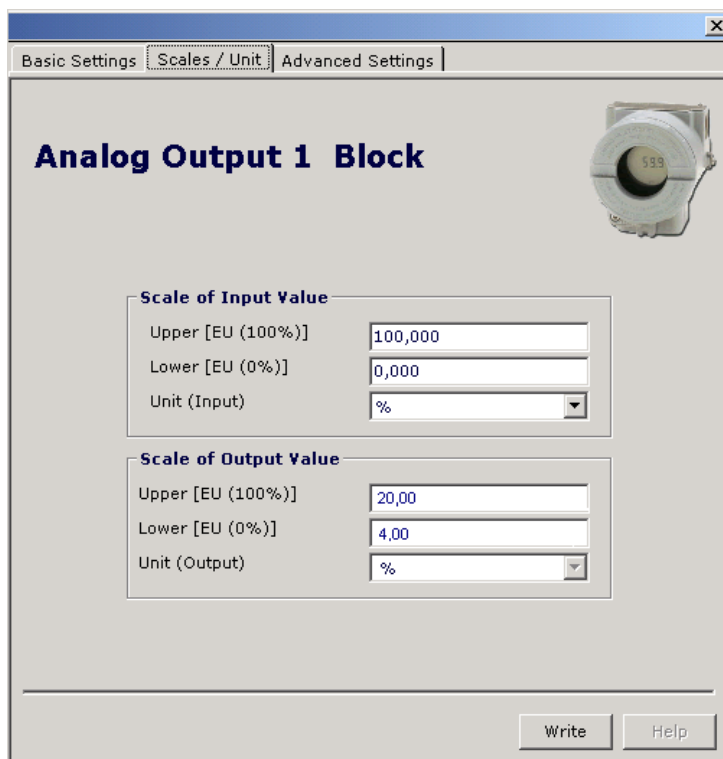 Basic Settings Scales / Unit Advanced Settings
Analog Output 1 Block
59.9
Scale of Input Value
Upper [EU (100%)] 100,000
Lower [EU (0%)] 0,000
Unit (Input) %
Scale of Output Value
Upper [EU (100%)] 20,00
Lower [EU (0%)] 4,00
Unit (Output) %
Write Help